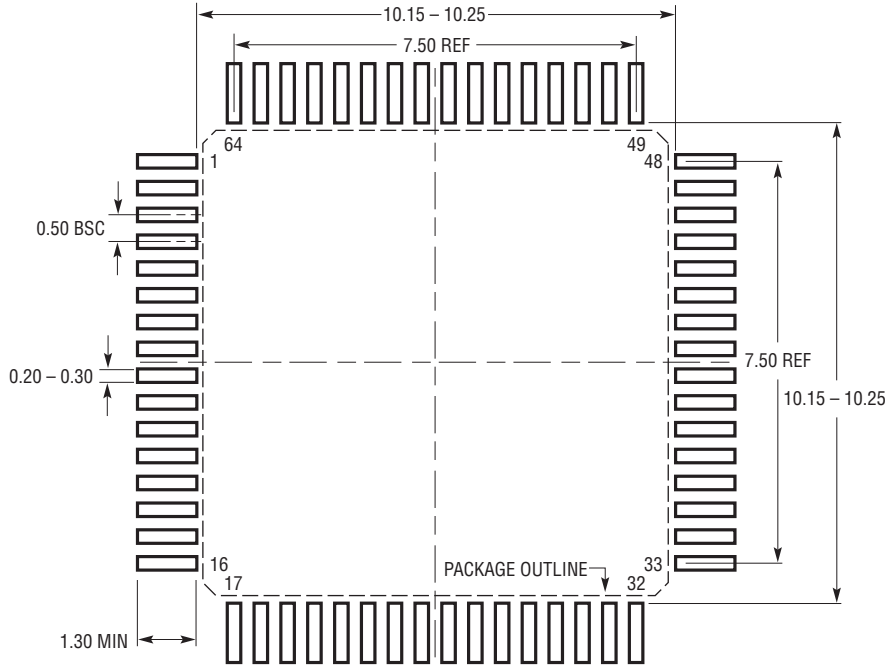 10.15 – 10.25
7.50 REF
64
49
1
48
0.50 BSC
0.20 – 0.30
7.50 REF
10.15 – 10.25
16
33
17
PACKAGE OUTLINE
32
1.30 MIN